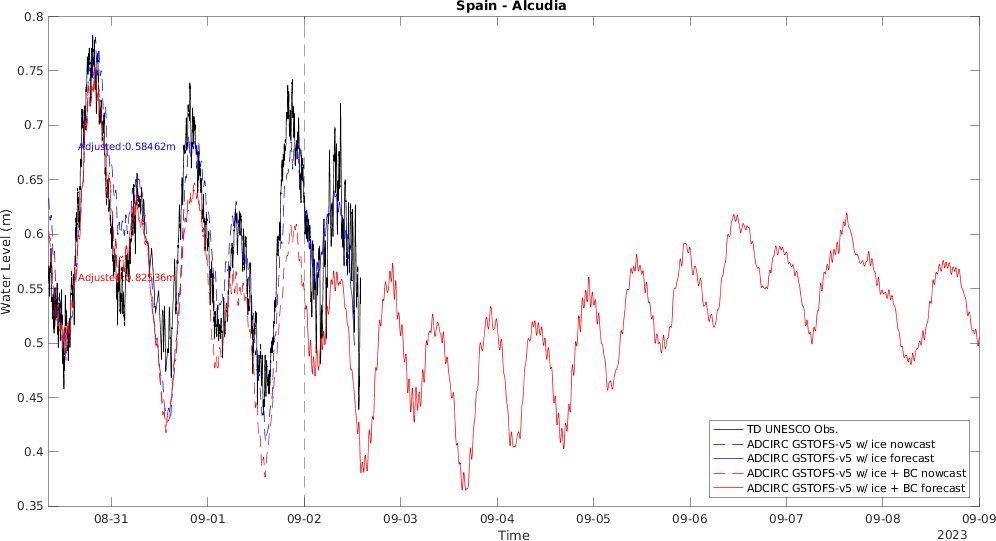 Spain - Alcudia
0.8
0.75
0.7
0.65
0.6
0.55
0.5
0.45
0.4
0.35
Water Level (m)
Adjusted:0.58462m
Adjusted:0.82536m
TD UNESCO Obs.
ADCIRC GSTOFS-v5 w/ ice nowcast
ADCIRC GSTOFS-v5 w/ ice forecast
ADCIRC GSTOFS-v5 w/ ice + BC nowcast
ADCIRC GSTOFS-v5 w/ ice + BC forecast
08-31 09-01 09-02 09-03 09-04 09-05 09-06 09-07 09-08 09-09
Time
2023